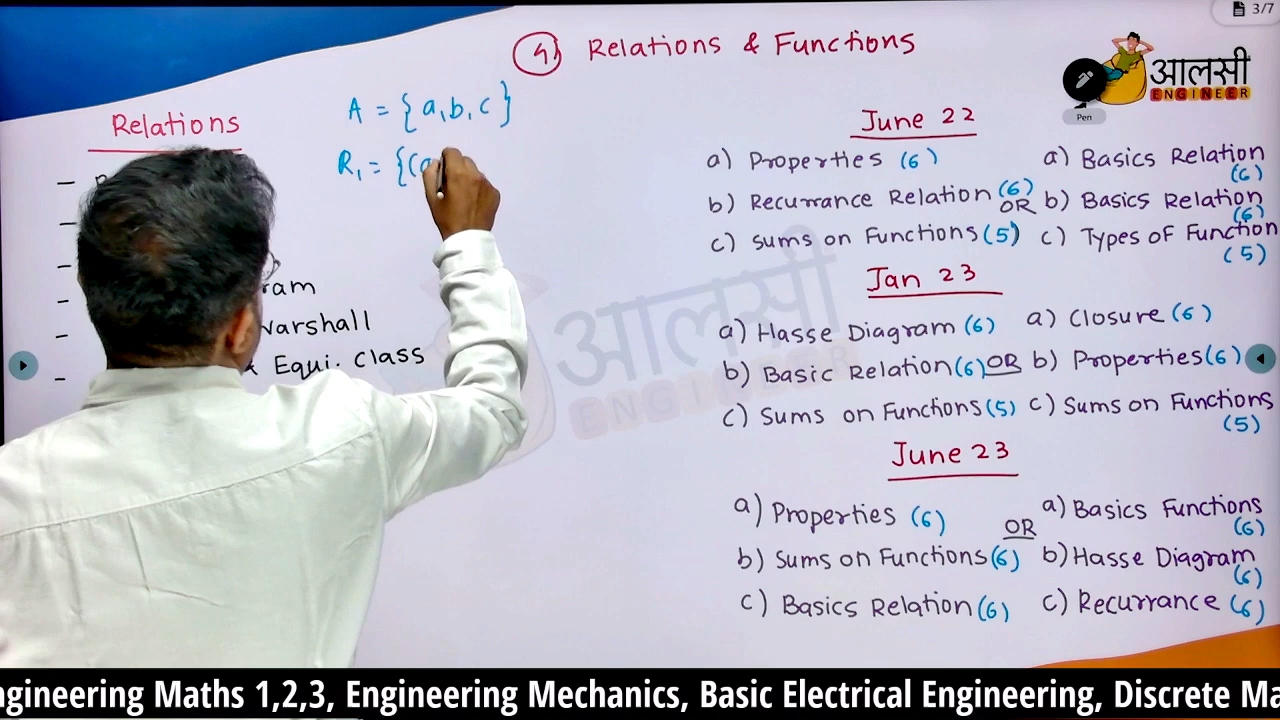 3/7
4) Relations & Functions
आलसी
ENGINEER
Pen
A = {a,b,c}
R₁ = {(a
Relations
–
–
–
– ram
– Warshall
– & Equi. Class
June 22
a) Properties (6) a) Basics Relation (6)
b) Recurrance Relation (6) OR b) Basics Relation (6)
c) Sums on Functions (5) c) Types of Function (5)
Jan 23
a) Hasse Diagram (6) a) Closure (6)
b) Basic Relation (6) OR b) Properties (6)
c) Sums on Functions (5) c) Sums on Functions (5)
June 23
a) Properties (6) OR a) Basics Functions (6)
b) Sums on Functions (6) b) Hasse Diagram (6)
c) Basics Relation (6) c) Recurrance (6)
आलसी
ENGINEER
ngineering Maths 1,2,3, Engineering Mechanics, Basic Electrical Engineering, Discrete Ma